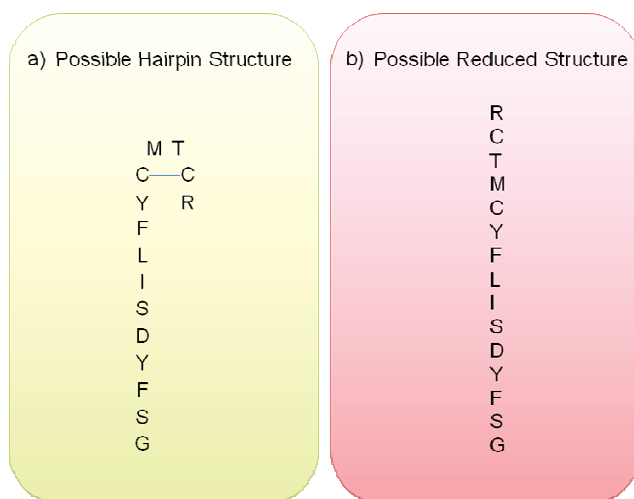 a) Possible Hairpin Structure
M T
C—C
Y R
F
L
I
S
D
Y
F
S
G
b) Possible Reduced Structure
R
C
T
M
C
Y
F
L
I
S
D
Y
F
S
G